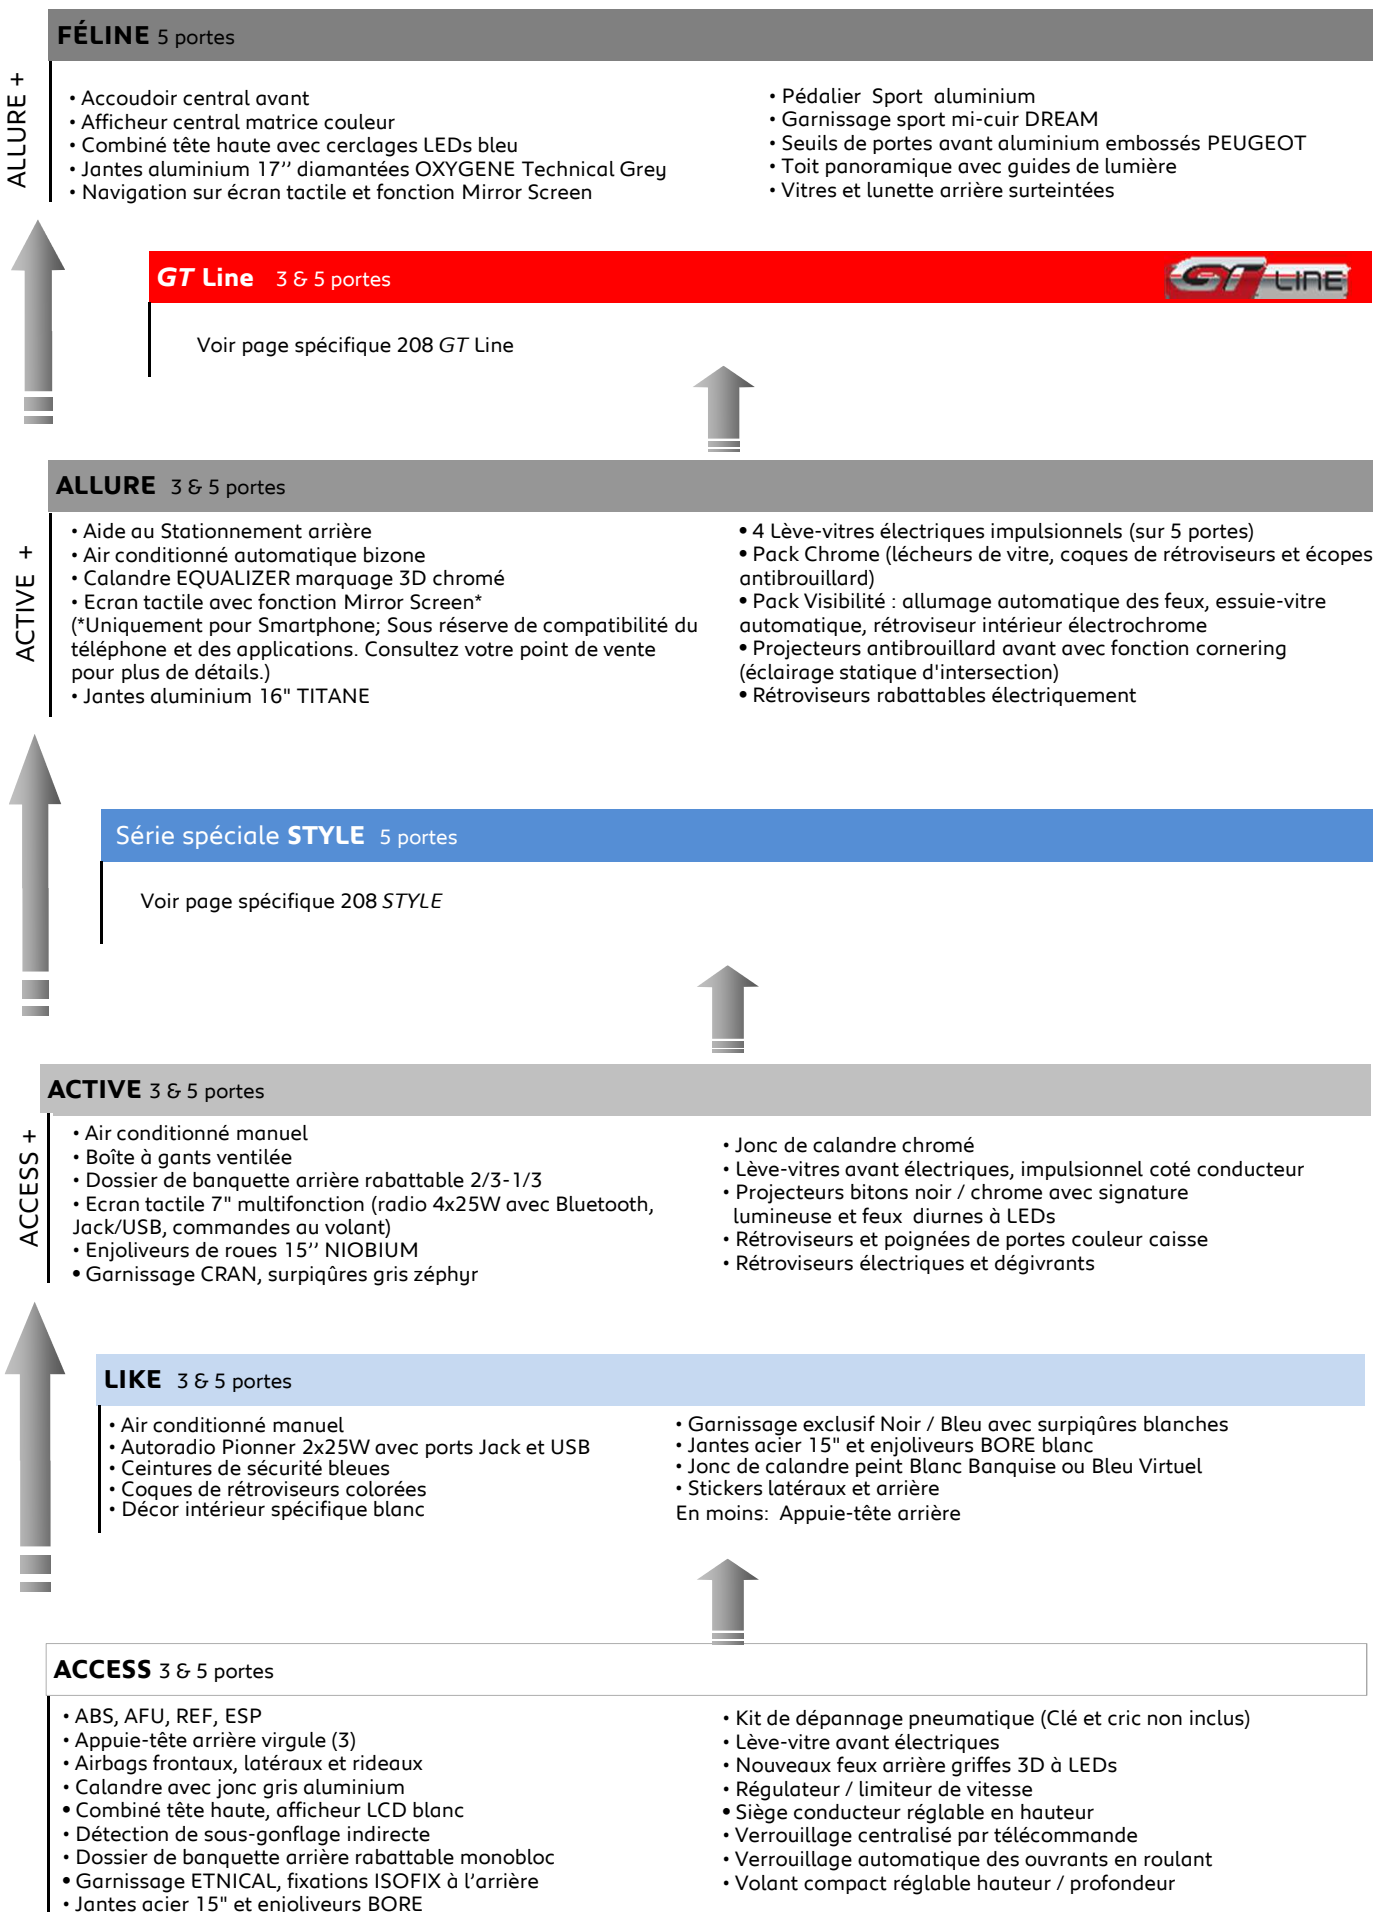 FÉLINE 5 portes
ALLURE +
• Accoudoir central avant
• Afficheur central matrice couleur
• Combiné tête haute avec cerclages LEDs bleu
• Jantes aluminium 17’’ diamantées OXYGENE Technical Grey
• Navigation sur écran tactile et fonction Mirror Screen
• Pédalier Sport aluminium
• Garnissage sport mi-cuir DREAM
• Seuils de portes avant aluminium embossés PEUGEOT
• Toit panoramique avec guides de lumière
• Vitres et lunette arrière surteintées
GT Line 3 & 5 portes
GT LINE
Voir page spécifique 208 GT Line
ALLURE 3 & 5 portes
ACTIVE +
• Aide au Stationnement arrière
• Air conditionné automatique bizone
• Calandre EQUALIZER marquage 3D chromé
• Ecran tactile avec fonction Mirror Screen*
(*Uniquement pour Smartphone; Sous réserve de compatibilité du
téléphone et des applications. Consultez votre point de vente
pour plus de détails.)
• Jantes aluminium 16" TITANE
• 4 Lève-vitres électriques impulsionnels (sur 5 portes)
• Pack Chrome (lécheurs de vitre, coques de rétroviseurs et écopes
antibrouillard)
• Pack Visibilité : allumage automatique des feux, essuie-vitre
automatique, rétroviseur intérieur électrochrome
• Projecteurs antibrouillard avant avec fonction cornering
(éclairage statique d'intersection)
• Rétroviseurs rabattables électriquement
Série spéciale STYLE 5 portes
Voir page spécifique 208 STYLE
ACTIVE 3 & 5 portes
ACCESS +
• Air conditionné manuel
• Boîte à gants ventilée
• Dossier de banquette arrière rabattable 2/3-1/3
• Ecran tactile 7" multifonction (radio 4x25W avec Bluetooth,
Jack/USB, commandes au volant)
• Enjoliveurs de roues 15’’ NIOBIUM
• Garnissage CRAN, surpiqûres gris zéphyr
• Jonc de calandre chromé
• Lève-vitres avant électriques, impulsionnel coté conducteur
• Projecteurs bitons noir / chrome avec signature
lumineuse et feux diurnes à LEDs
• Rétroviseurs et poignées de portes couleur caisse
• Rétroviseurs électriques et dégivrants
LIKE 3 & 5 portes
• Air conditionné manuel
• Autoradio Pionner 2x25W avec ports Jack et USB
• Ceintures de sécurité bleues
• Coques de rétroviseurs colorées
• Décor intérieur spécifique blanc
• Garnissage exclusif Noir / Bleu avec surpiqûres blanches
• Jantes acier 15" et enjoliveurs BORE blanc
• Jonc de calandre peint Blanc Banquise ou Bleu Virtuel
• Stickers latéraux et arrière
En moins: Appuie-tête arrière
ACCESS 3 & 5 portes
• ABS, AFU, REF, ESP
• Appuie-tête arrière virgule (3)
• Airbags frontaux, latéraux et rideaux
• Calandre avec jonc gris aluminium
• Combiné tête haute, afficheur LCD blanc
• Détection de sous-gonflage indirecte
• Dossier de banquette arrière rabattable monobloc
• Garnissage ETNICAL, fixations ISOFIX à l’arrière
• Jantes acier 15" et enjoliveurs BORE
• Kit de dépannage pneumatique (Clé et cric non inclus)
• Lève-vitre avant électriques
• Nouveaux feux arrière griffes 3D à LEDs
• Régulateur / limiteur de vitesse
• Siège conducteur réglable en hauteur
• Verrouillage centralisé par télécommande
• Verrouillage automatique des ouvrants en roulant
• Volant compact réglable hauteur / profondeur